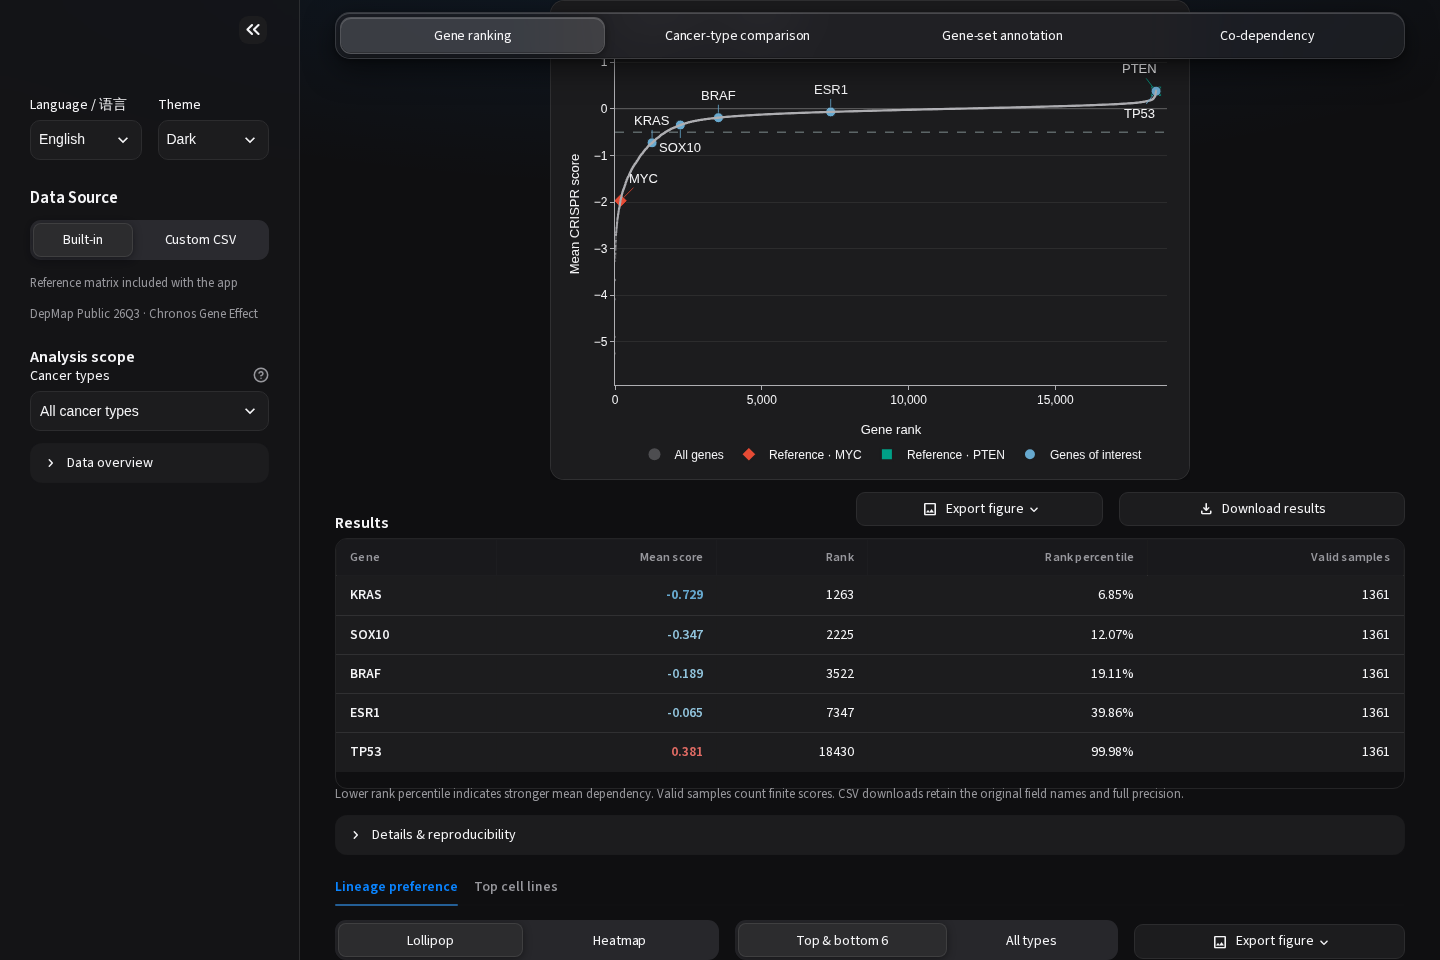 Gene ranking
Cancer-type comparison
Gene-set annotation
Co-dependency
Language / 语言
Theme
English
Dark
Data Source
Built-in
Custom CSV
Reference matrix included with the app
DepMap Public 26Q3 · Chronos Gene Effect
Analysis scope
Cancer types
All cancer types
Data overview
Mean CRISPR score
1
0
−1
−2
−3
−4
−5
PTEN
ESR1
BRAF
TP53
KRAS
SOX10
MYC
0
5,000
10,000
15,000
Gene rank
All genes
Reference · MYC
Reference · PTEN
Genes of interest
Export figure
Download results
Results
Gene Mean score Rank Rank percentile Valid samples
KRAS -0.729 1263 6.85% 1361
SOX10 -0.347 2225 12.07% 1361
BRAF -0.189 3522 19.11% 1361
ESR1 -0.065 7347 39.86% 1361
TP53 0.381 18430 99.98% 1361
Lower rank percentile indicates stronger mean dependency. Valid samples count finite scores. CSV downloads retain the original field names and full precision.
Details & reproducibility
Lineage preference
Top cell lines
Lollipop
Heatmap
Top & bottom 6
All types
Export figure